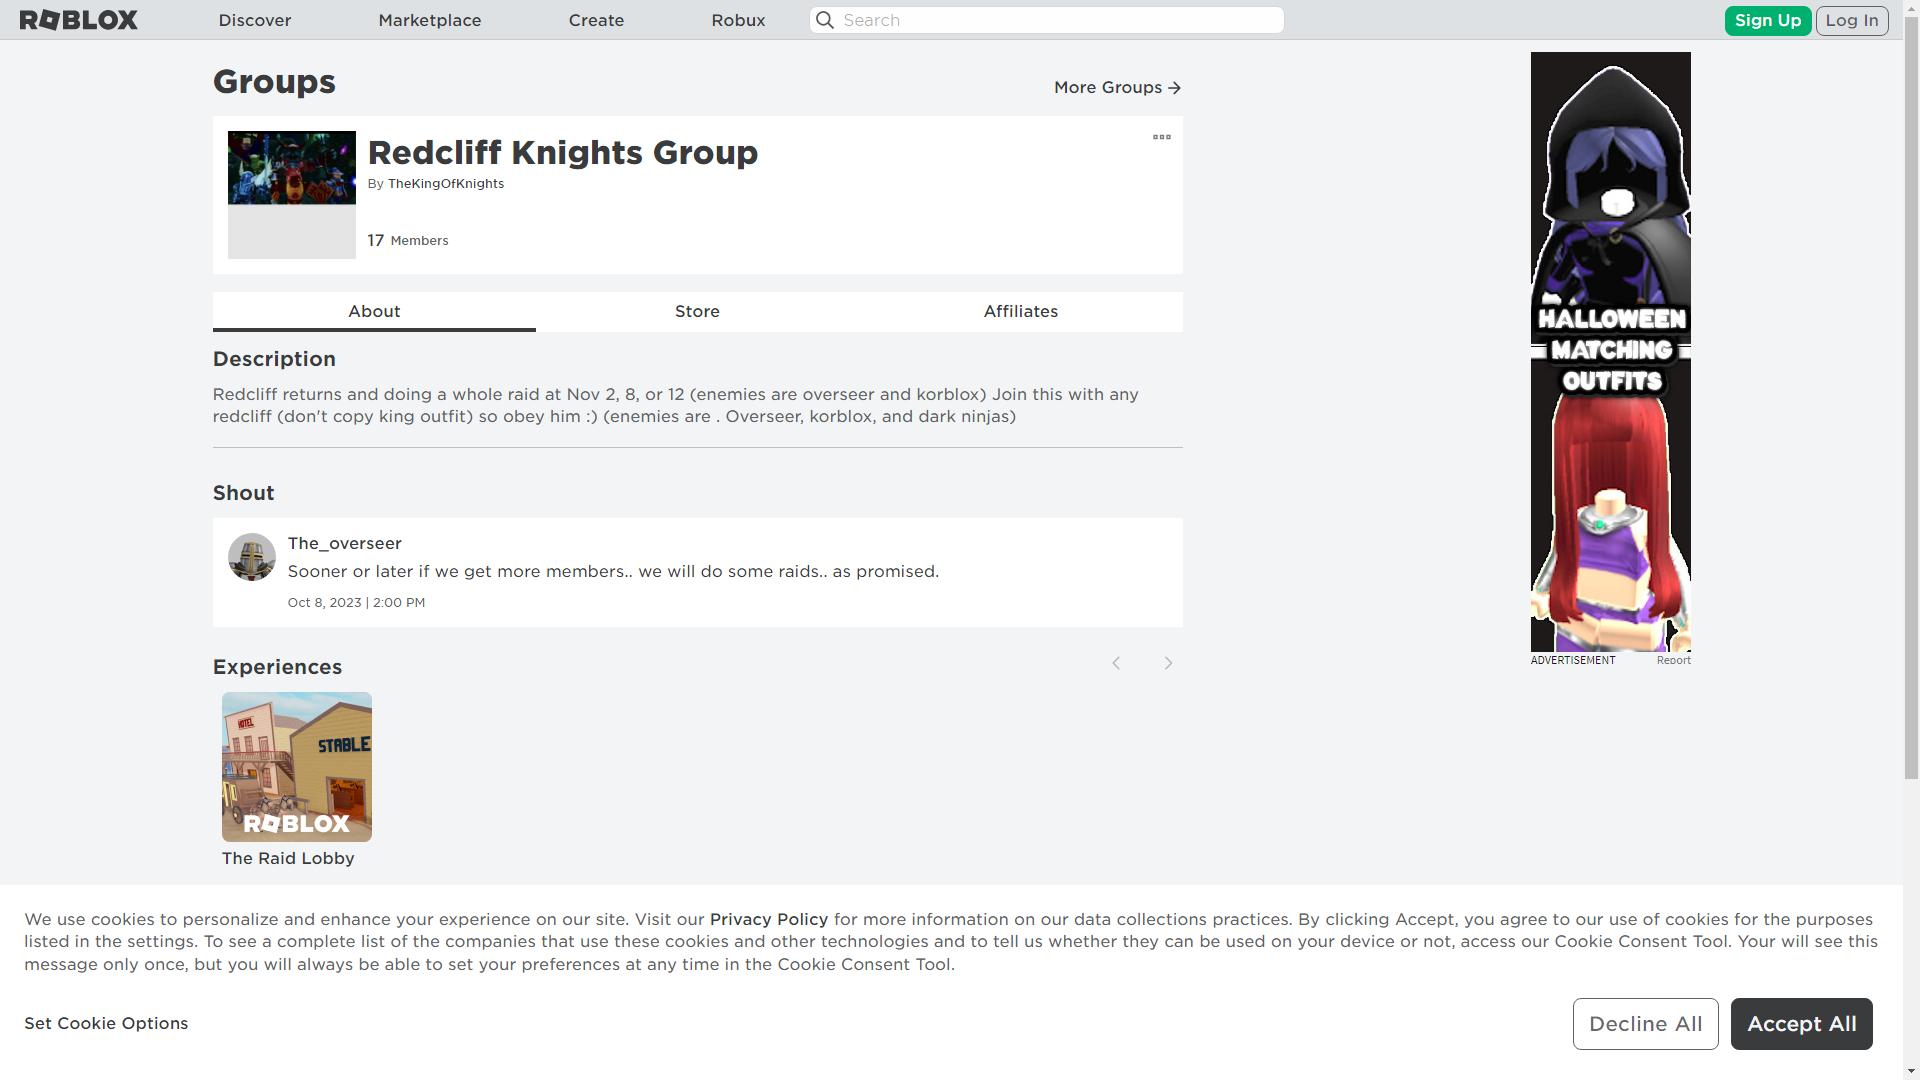 ROBLOX
Discover
Marketplace
Create
Robux
Search
Sign Up
Log In
Groups
More Groups
Redcliff Knights Group
By TheKingOfKnights
17 Members
About
Store
Affiliates
Description
Redcliff returns and doing a whole raid at Nov 2, 8, or 12 (enemies are overseer and korblox) Join this with any
redcliff (don't copy king outfit) so obey him :) (enemies are . Overseer, korblox, and dark ninjas)
Shout
The_overseer
Sooner or later if we get more members.. we will do some raids.. as promised.
Oct 8, 2023 | 2:00 PM
Experiences
HOTEL
STABLE
ROBLOX
The Raid Lobby
HALLOWEEN
MATCHING
OUTFITS
ADVERTISEMENT
Report
We use cookies to personalize and enhance your experience on our site. Visit our Privacy Policy for more information on our data collections practices. By clicking Accept, you agree to our use of cookies for the purposes
listed in the settings. To see a complete list of the companies that use these cookies and other technologies and to tell us whether they can be used on your device or not, access our Cookie Consent Tool. Your will see this
message only once, but you will always be able to set your preferences at any time in the Cookie Consent Tool.
Set Cookie Options
Decline All
Accept All